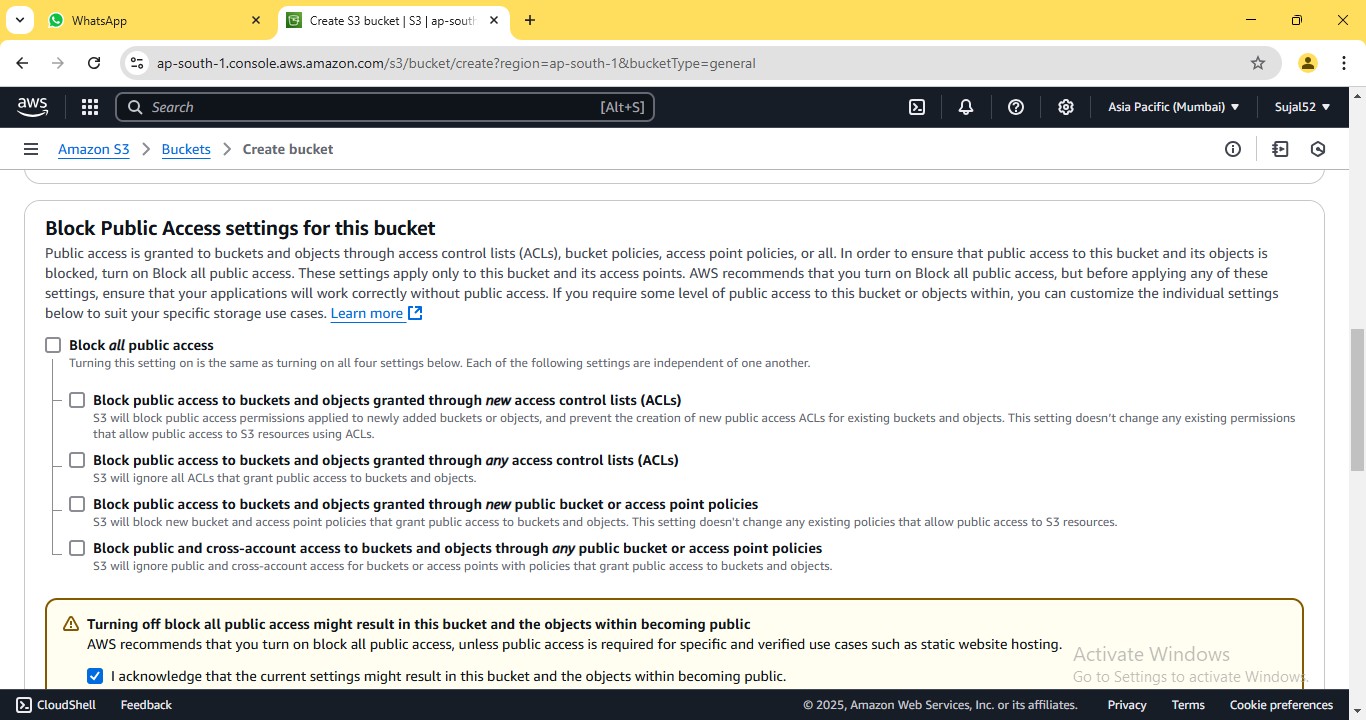 WhatsApp
Create S3 bucket | S3 | ap-sout
ap-south-1.console.aws.amazon.com/s3/bucket/create?region=ap-south-1&bucketType=general
aws
Search
[Alt+S]
Asia Pacific (Mumbai)
Sujal52
Amazon S3
Buckets
Create bucket
Block Public Access settings for this bucket
Public access is granted to buckets and objects through access control lists (ACLs), bucket policies, access point policies, or all. In order to ensure that public access to this bucket and its objects is
blocked, turn on Block all public access. These settings apply only to this bucket and its access points. AWS recommends that you turn on Block all public access, but before applying any of these
settings, ensure that your applications will work correctly without public access. If you require some level of public access to this bucket or objects within, you can customize the individual settings
below to suit your specific storage use cases. Learn more
Block all public access
Turning this setting on is the same as turning on all four settings below. Each of the following settings are independent of one another.
Block public access to buckets and objects granted through new access control lists (ACLs)
S3 will block public access permissions applied to newly added buckets or objects, and prevent the creation of new public access ACLs for existing buckets and objects. This setting doesn't change any existing permissions
that allow public access to S3 resources using ACLs.
Block public access to buckets and objects granted through any access control lists (ACLs)
S3 will ignore all ACLs that grant public access to buckets and objects.
Block public access to buckets and objects granted through new public bucket or access point policies
S3 will block new bucket and access point policies that grant public access to buckets and objects. This setting doesn't change any existing policies that allow public access to S3 resources.
Block public and cross-account access to buckets and objects through any public bucket or access point policies
S3 will ignore public and cross-account access for buckets or access points with policies that grant public access to buckets and objects.
Turning off block all public access might result in this bucket and the objects within becoming public
AWS recommends that you turn on block all public access, unless public access is required for specific and verified use cases such as static website hosting.
I acknowledge that the current settings might result in this bucket and the objects within becoming public.
Activate Windows
Go to Settings to activate Windows.
CloudShell
Feedback
© 2025, Amazon Web Services, Inc. or its affiliates.
Privacy
Terms
Cookie preferences